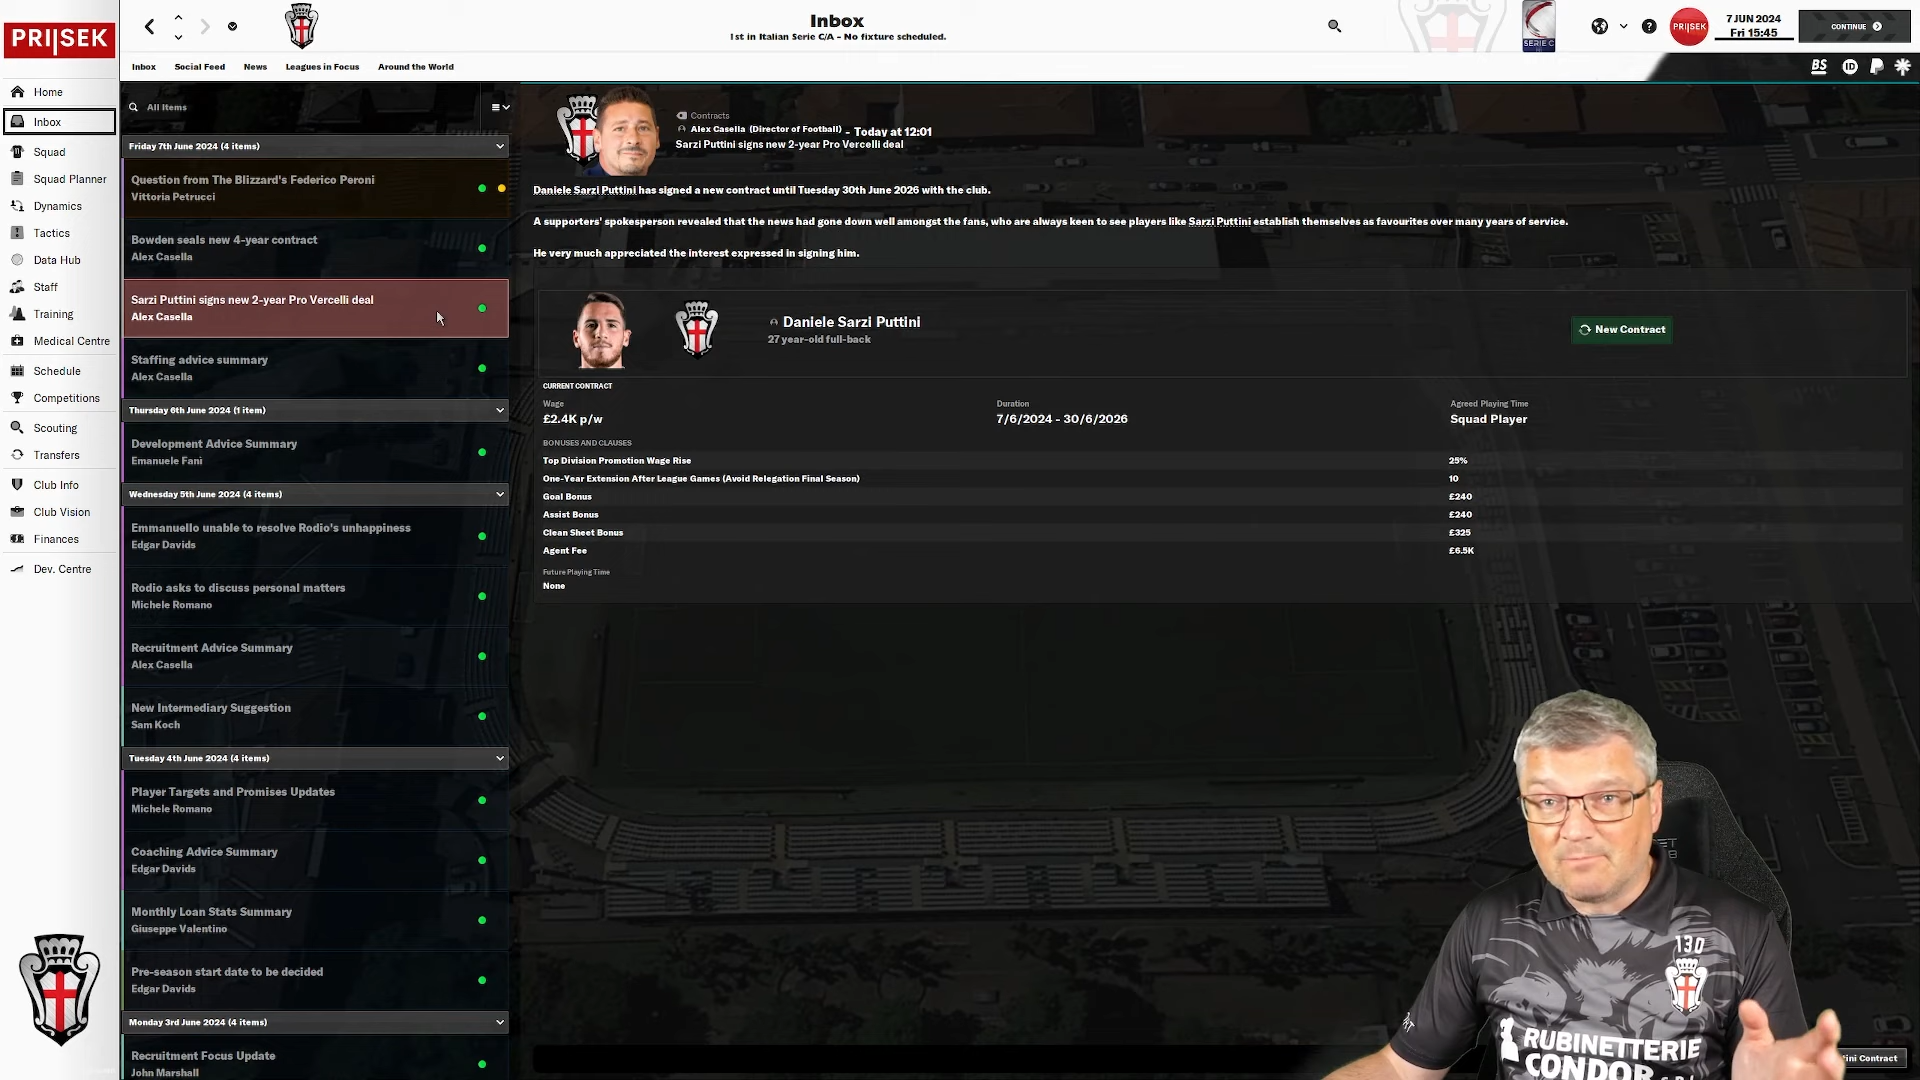 PRIJSEK
Inbox
1st in Italian Serie C/A - No fixture scheduled.
SERIE C
PRIJSEK
7 JUN 2024
Fri 15:45
CONTINUE
Inbox
Social Feed
News
Leagues in Focus
Around the World
BS
ID
Home
Inbox
Squad
Squad Planner
Dynamics
Tactics
Data Hub
Staff
Training
Medical Centre
Schedule
Competitions
Scouting
Transfers
Club Info
Club Vision
Finances
Dev. Centre
All Items
Friday 7th June 2024 (4 items)
Question from The Blizzard's Federico Peroni
Vittoria Petrucci
Bowden seals new 4-year contract
Alex Casella
Sarzi Puttini signs new 2-year Pro Vercelli deal
Alex Casella
Staffing advice summary
Alex Casella
Thursday 6th June 2024 (1 item)
Development Advice Summary
Emanuele Fani
Wednesday 5th June 2024 (4 items)
Emmanuello unable to resolve Rodio's unhappiness
Edgar Davids
Rodio asks to discuss personal matters
Michele Romano
Recruitment Advice Summary
Alex Casella
New Intermediary Suggestion
Sam Koch
Tuesday 4th June 2024 (4 items)
Player Targets and Promises Updates
Michele Romano
Coaching Advice Summary
Edgar Davids
Monthly Loan Stats Summary
Giuseppe Valentino
Pre-season start date to be decided
Edgar Davids
Monday 3rd June 2024 (4 items)
Recruitment Focus Update
John Marshall
Contracts
Alex Casella (Director of Football) - Today at 12:01
Sarzi Puttini signs new 2-year Pro Vercelli deal
Daniele Sarzi Puttini has signed a new contract until Tuesday 30th June 2026 with the club.
A supporters' spokesperson revealed that the news had gone down well amongst the fans, who are always keen to see players like Sarzi Puttini establish themselves as favourites over many years of service.
He very much appreciated the interest expressed in signing him.
Daniele Sarzi Puttini
27 year-old full-back
New Contract
CURRENT CONTRACT
Wage
£2.4K p/w
Duration
7/6/2024 - 30/6/2026
Agreed Playing Time
Squad Player
BONUSES AND CLAUSES
Top Division Promotion Wage Rise 25%
One-Year Extension After League Games (Avoid Relegation Final Season) 10
Goal Bonus £240
Assist Bonus £240
Clean Sheet Bonus £325
Agent Fee £6.5K
Future Playing Time
None
130
RUBINETTERIE
CONDOR
Contract